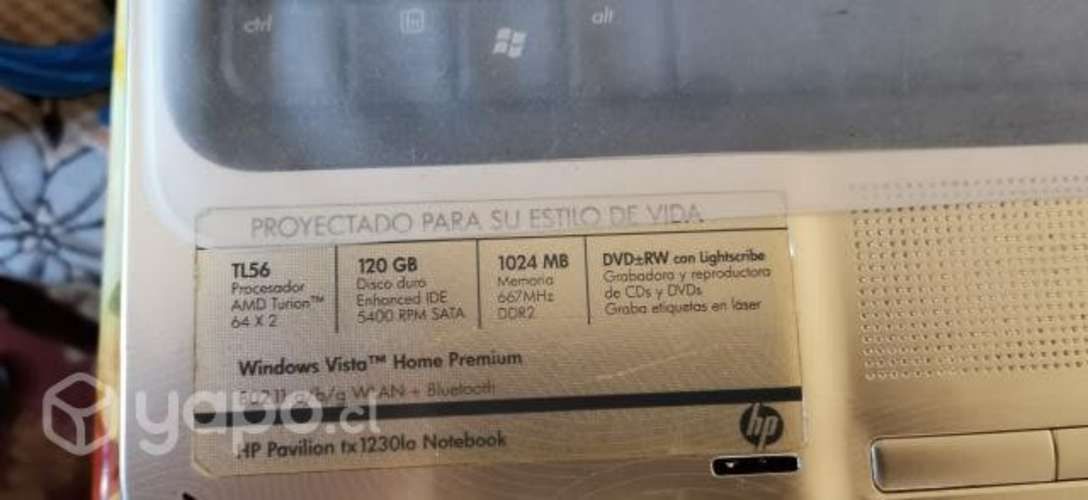 ctrl
alt
PROYECTADO PARA SU ESTILO DE VIDA
TL56
Procesador
AMD Turion™
64 X 2
120 GB
Disco duro
Enhanced IDE
5400 RPM SATA
1024 MB
Memoria
667MHz
DDR2
DVD±RW con Lightscribe
Grabadora y reproductora
de CDs y DVDs
Graba etiquetas en láser
Windows Vista™ Home Premium
802.11 a/b/g WLAN + Bluetooth
HP Pavilion tx1230la Notebook
hp
yapo.cl